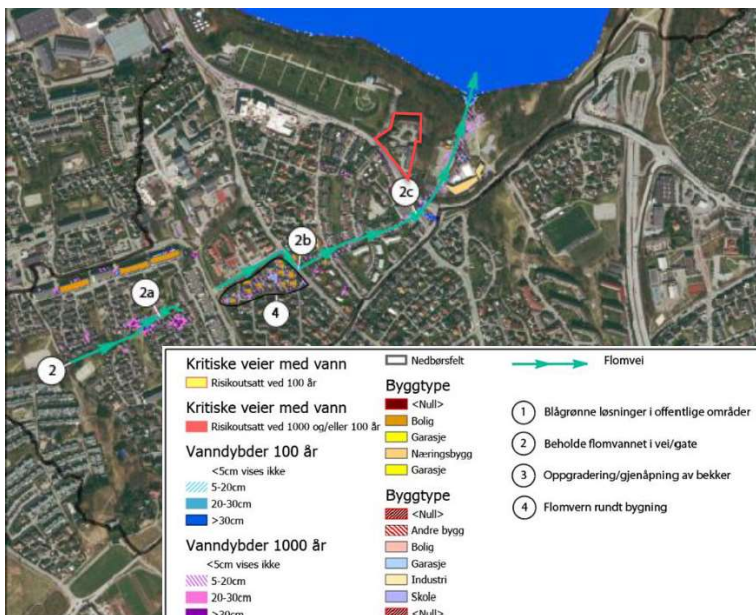 2c
2b
2a
4
2
Kritiske veier med vann
Risikoutsatt ved 100 år
Kritiske veier med vann
Risikoutsatt ved 1000 og/eller 100 år
Vanndybder 100 år
<5cm vises ikke
5-20cm
20-30cm
>30cm
Vanndybder 1000 år
<5cm vises ikke
5-20cm
20-30cm
>30cm
Nedbørsfelt
Byggtype
<Null>
Bolig
Garasje
Næringsbygg
Garasje
Byggtype
<Null>
Andre bygg
Bolig
Garasje
Industri
Skole
<Null>
Flomvei
1 Blågrønne løsninger i offentlige områder
2 Beholde flomvannet i vei/gate
3 Oppgradering/gjenåpning av bekker
4 Flomvern rundt bygning